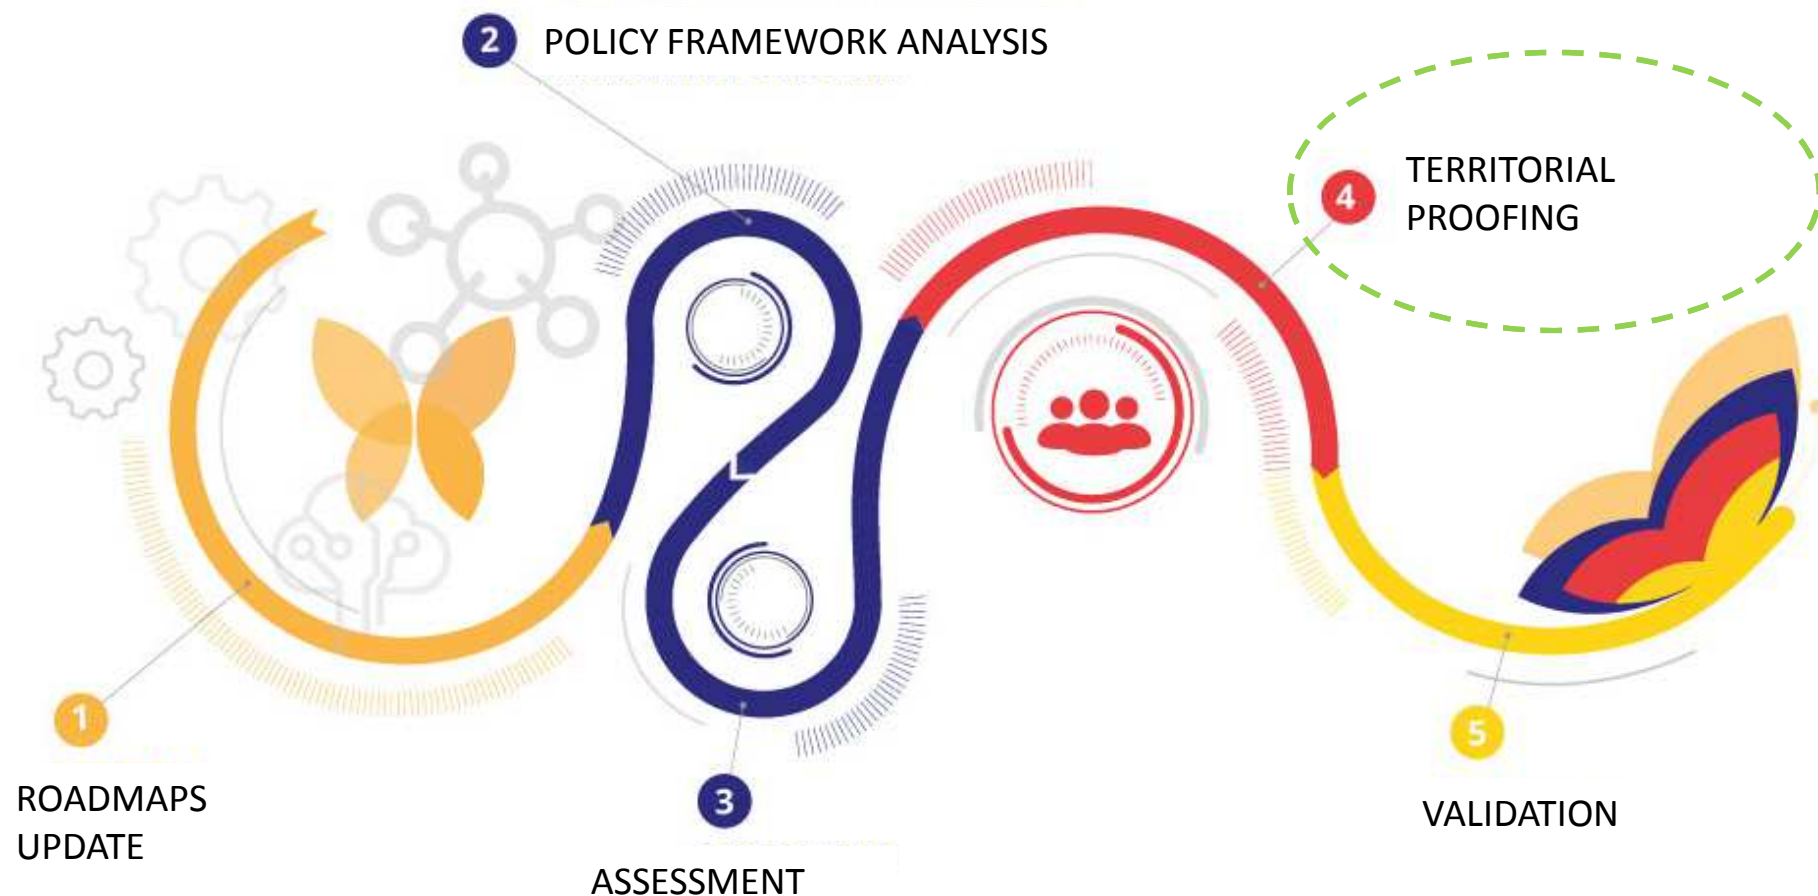 2 POLICY FRAMEWORK ANALYSIS
4 TERRITORIAL
PROOFING
1
ROADMAPS
UPDATE
3
ASSESSMENT
5
VALIDATION